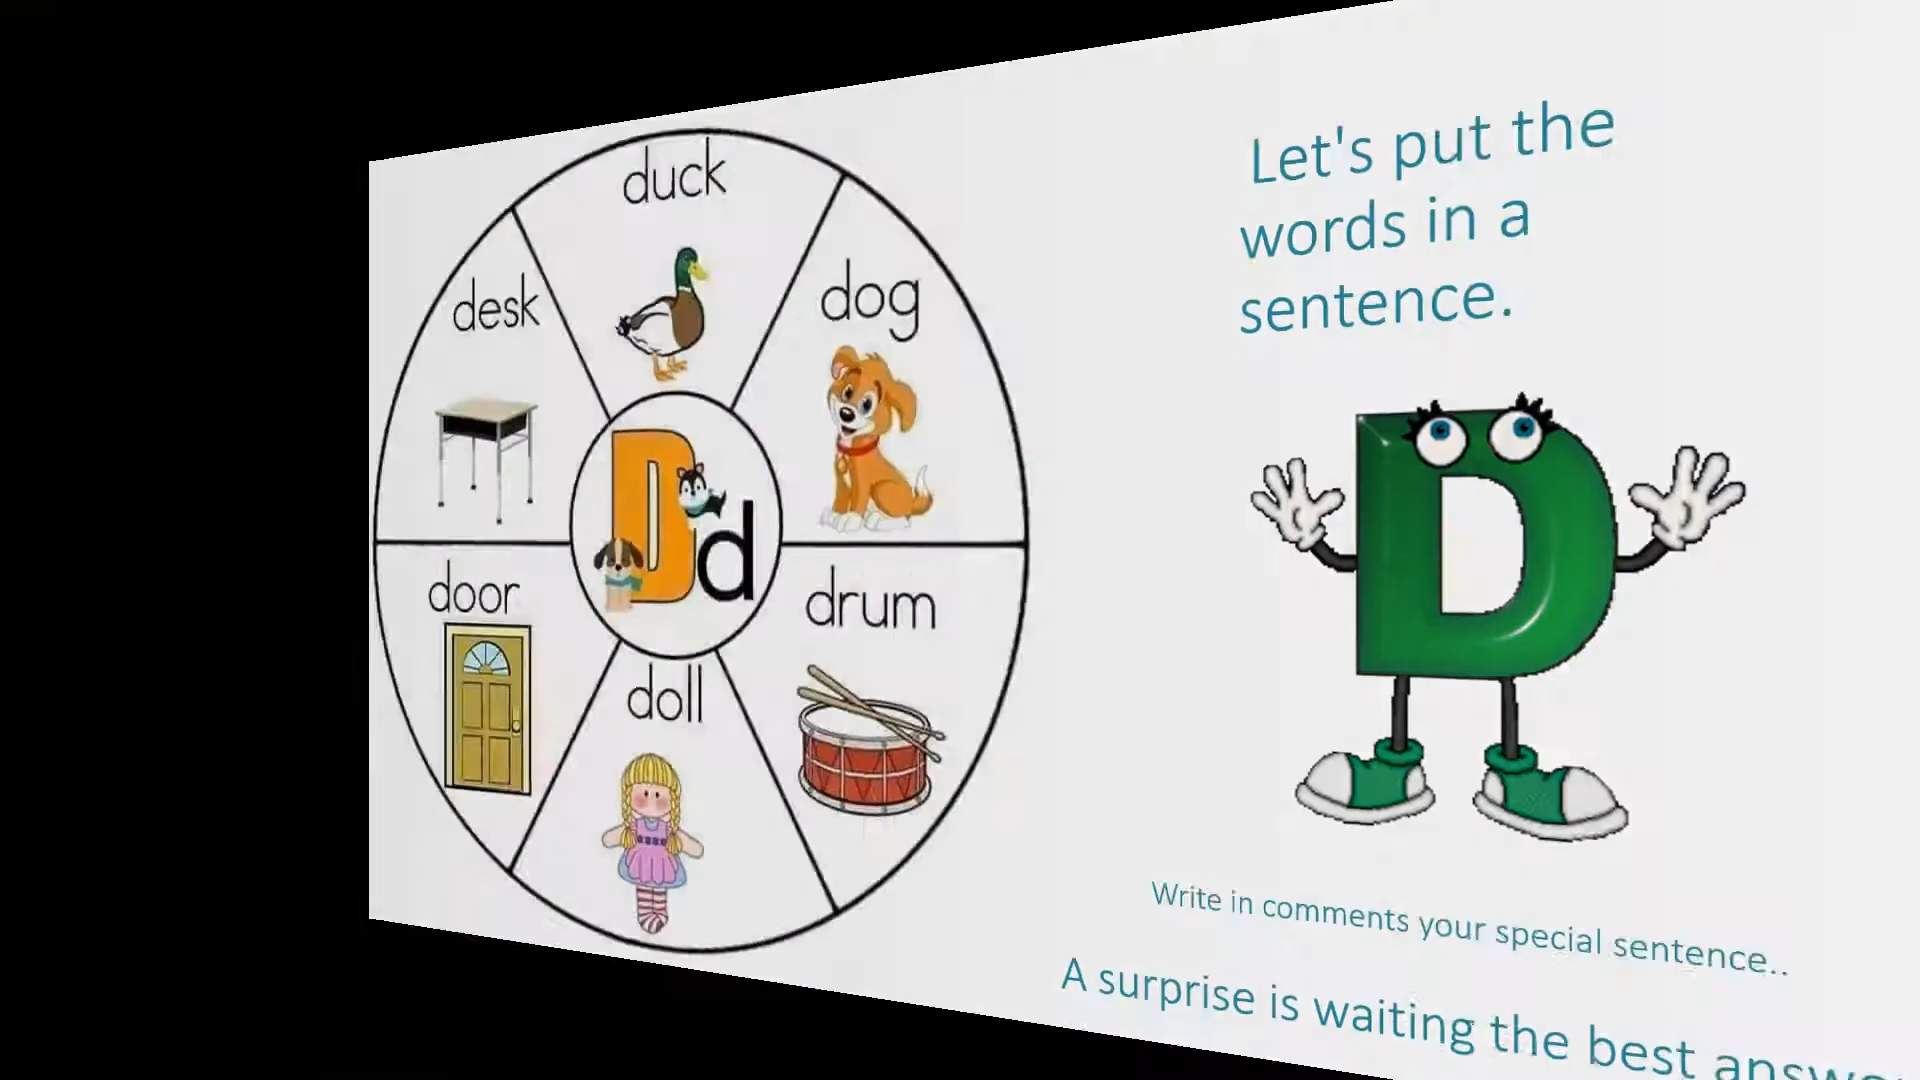 duck
desk
dog
Dd
door
drum
doll
Let's put the
words in a
sentence.
D
Write in comments your special sentence..
A surprise is waiting the best